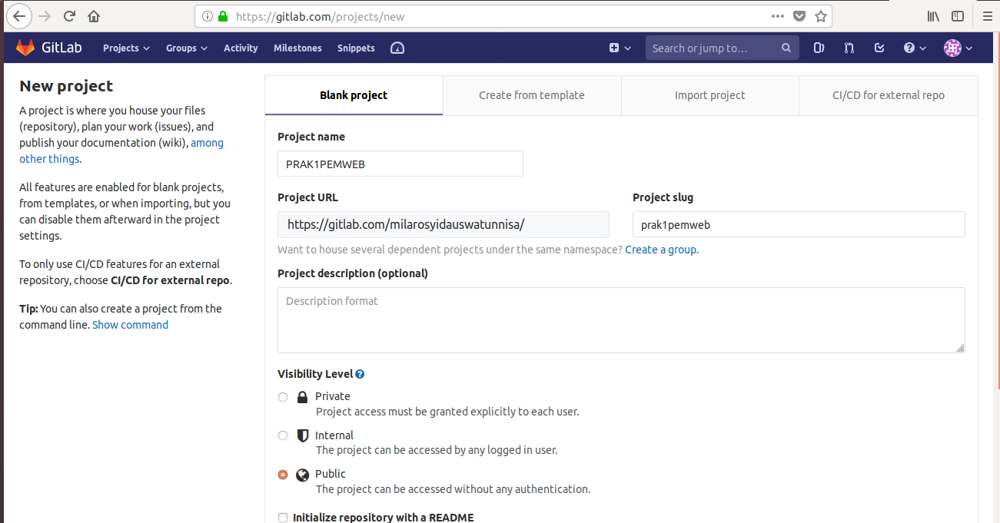 https://gitlab.com/projects/new
GitLab Projects Groups Activity Milestones Snippets Search or jump to...
New project
A project is where you house your files
(repository), plan your work (issues), and
publish your documentation (wiki), among
other things.
All features are enabled for blank projects,
from templates, or when importing, but you
can disable them afterward in the project
settings.
To only use CI/CD features for an external
repository, choose CI/CD for external repo.
Tip: You can also create a project from the
command line. Show command
Blank project Create from template Import project CI/CD for external repo
Project name
PRAK1PEMWEB
Project URL Project slug
https://gitlab.com/milarosyidauswatunnisa/ prak1pemweb
Want to house several dependent projects under the same namespace? Create a group.
Project description (optional)
Description format
Visibility Level
Private
Project access must be granted explicitly to each user.
Internal
The project can be accessed by any logged in user.
Public
The project can be accessed without any authentication.
Initialize repository with a README